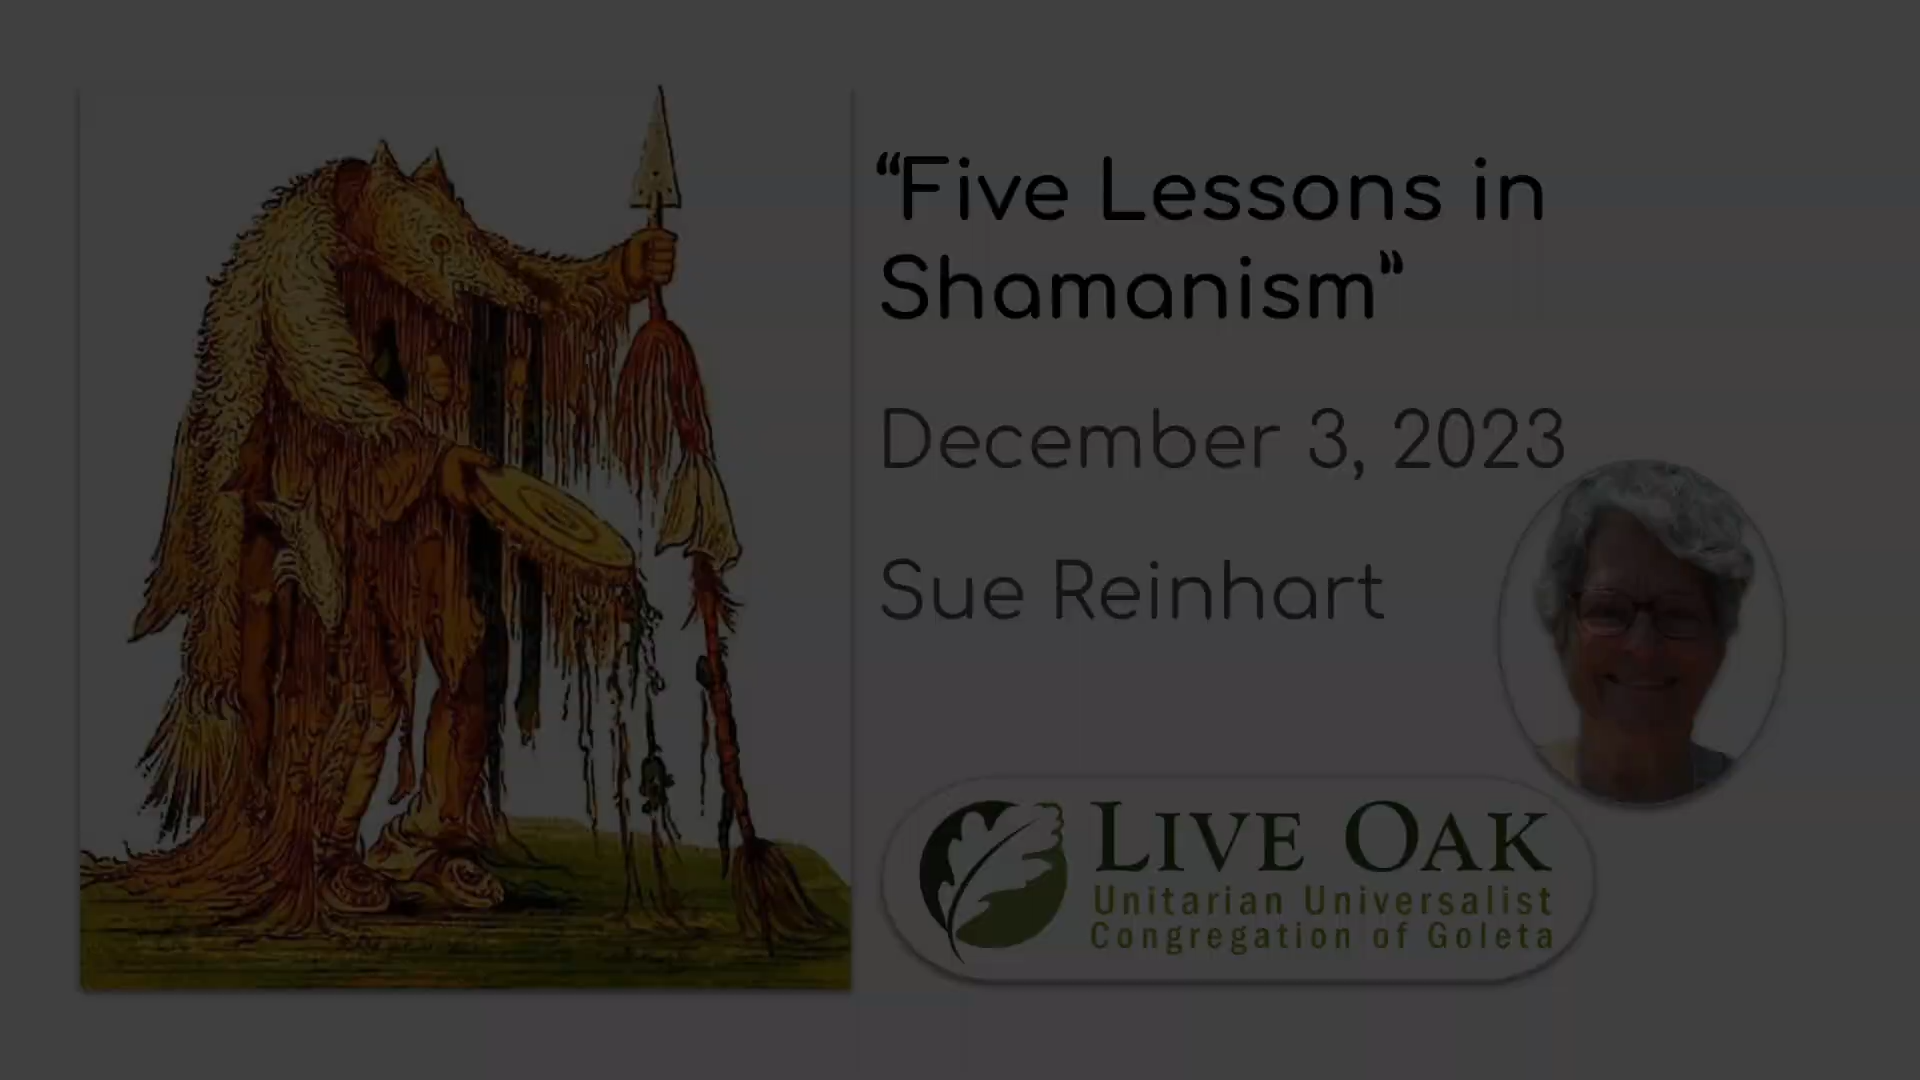 “Five Lessons in
Shamanism”
December 3, 2023
Sue Reinhart
LIVE OAK
Unitarian Universalist
Congregation of Goleta